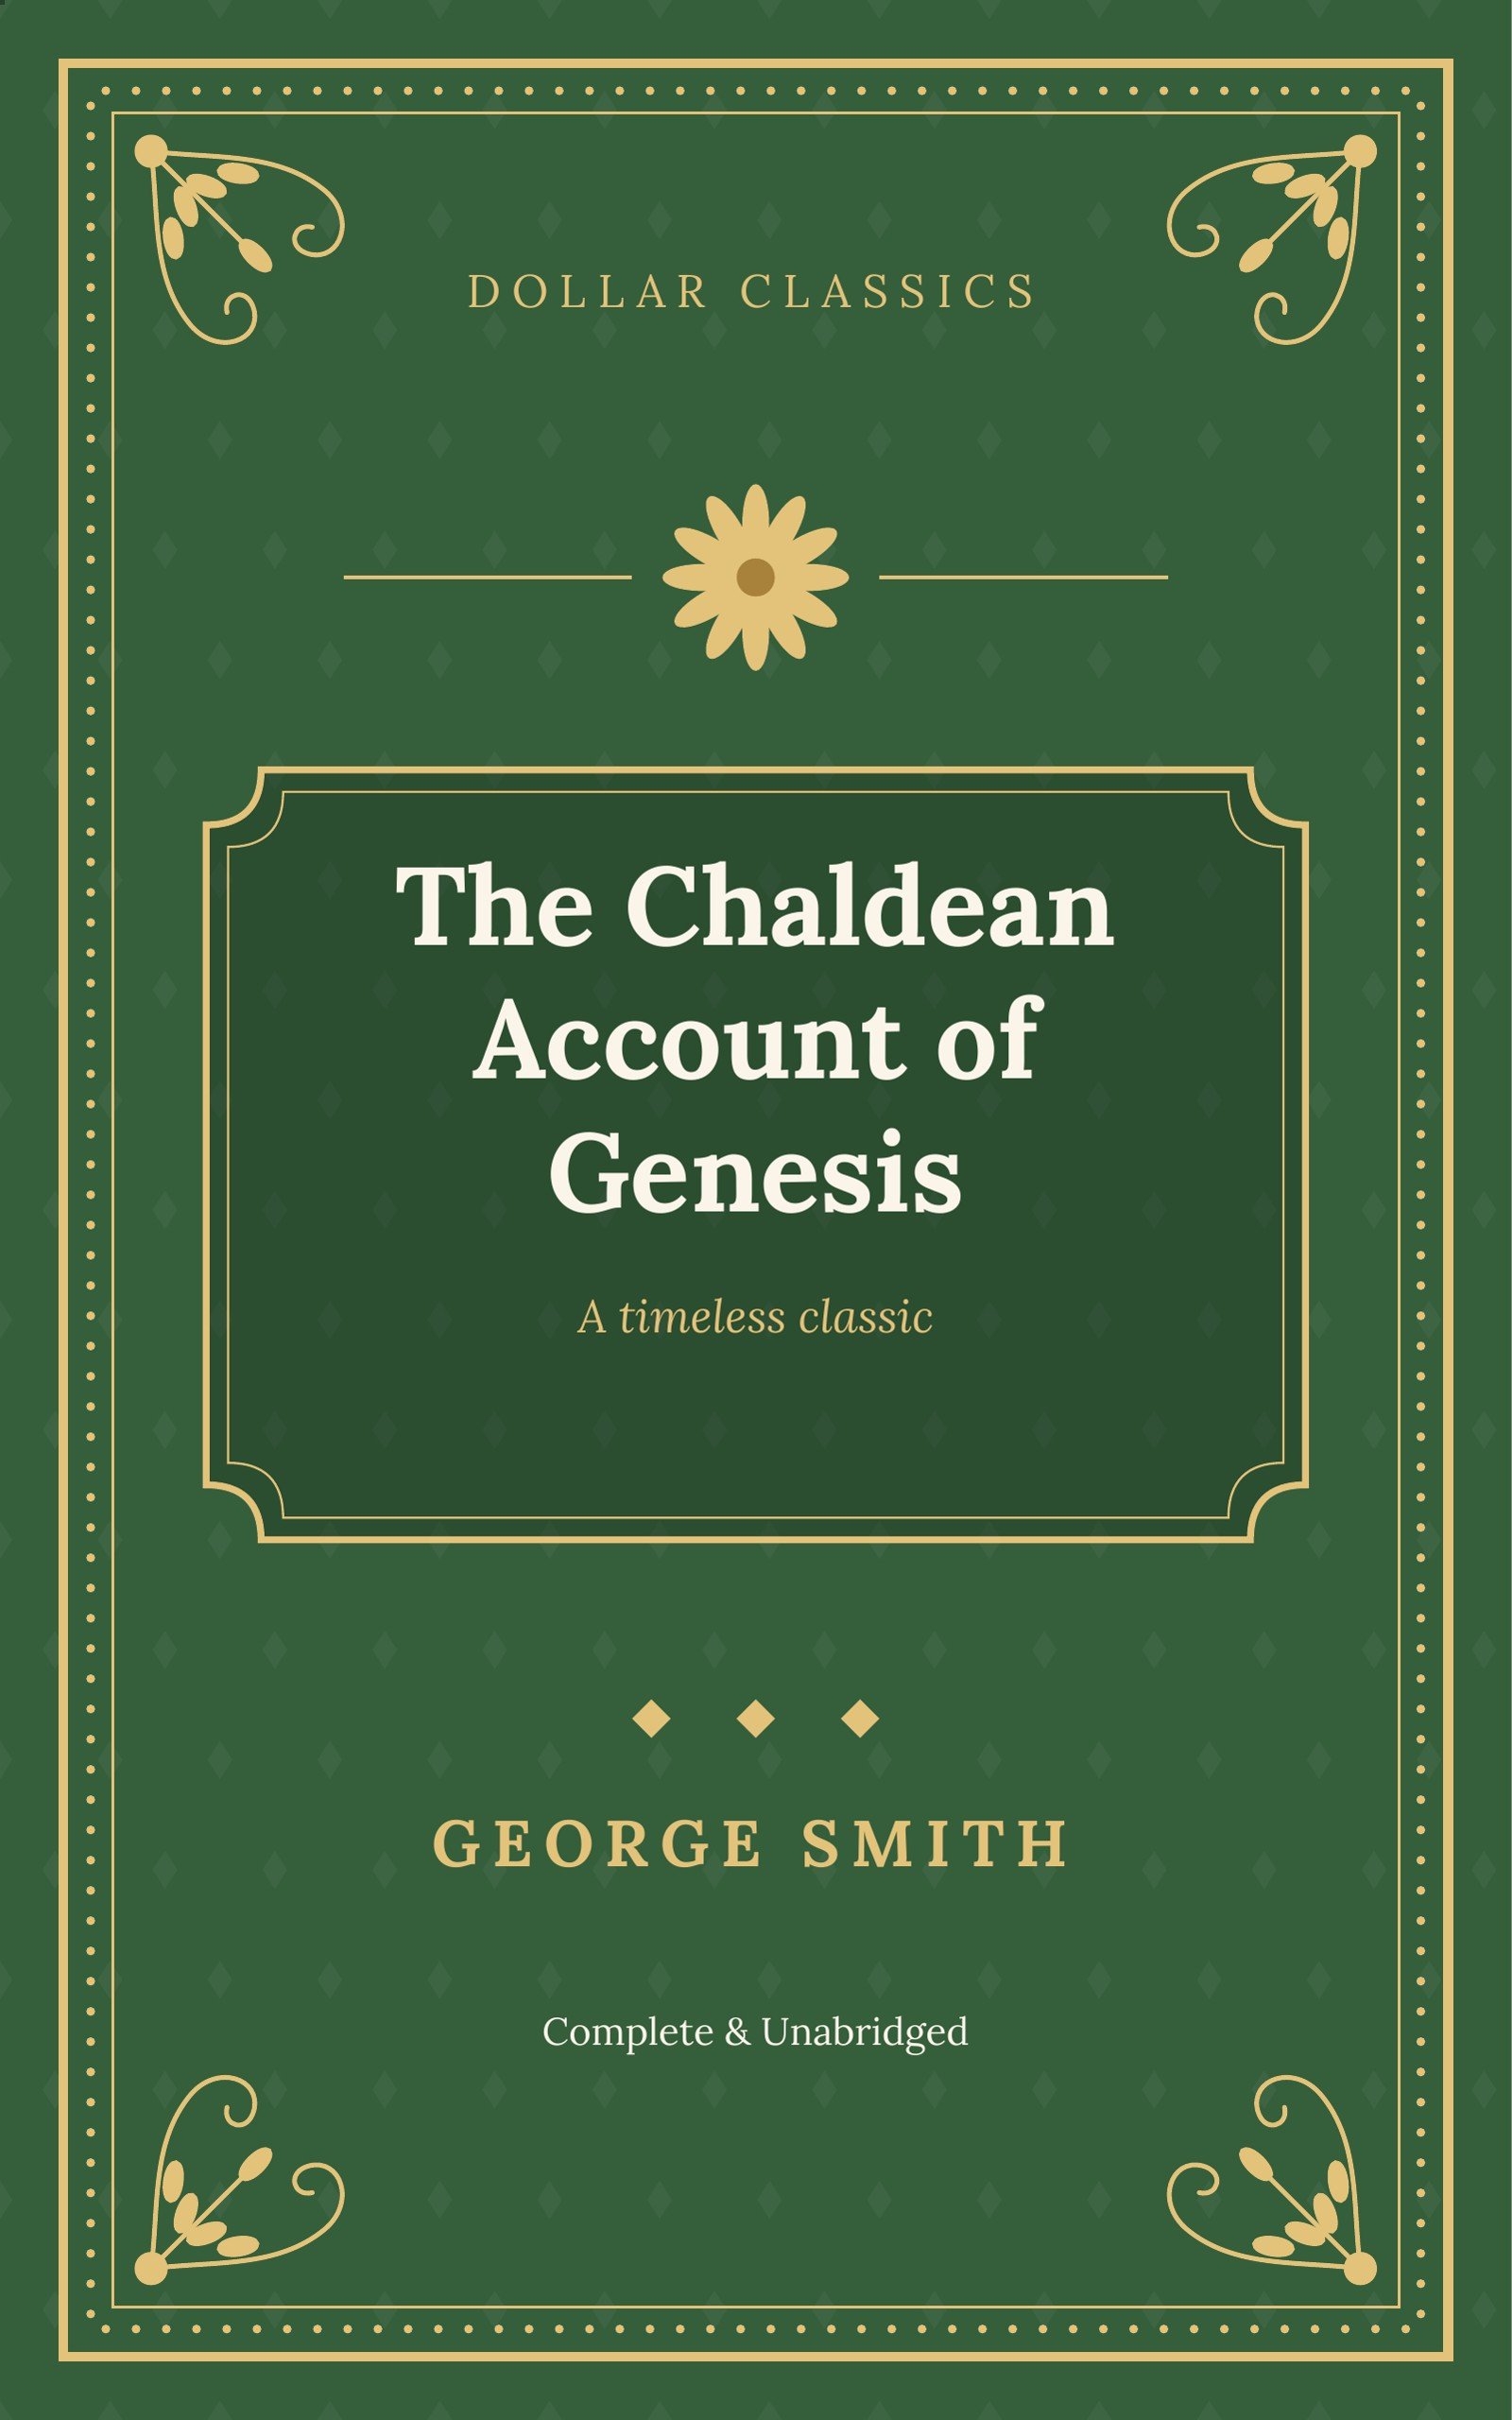 DOLLAR CLASSICS
The Chaldean
Account of
Genesis
A timeless classic
GEORGE SMITH
Complete & Unabridged